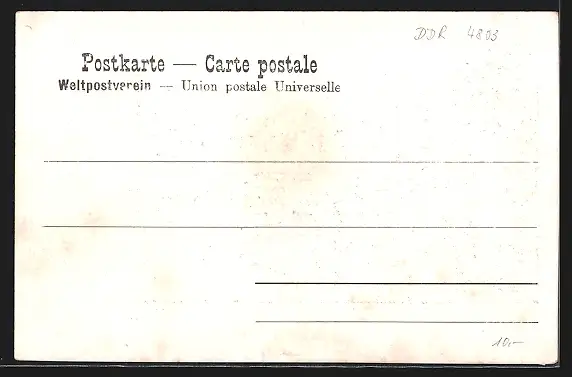 DDR 4803
Postkarte — Carte postale
Weltpostverein — Union postale Universelle
10.-